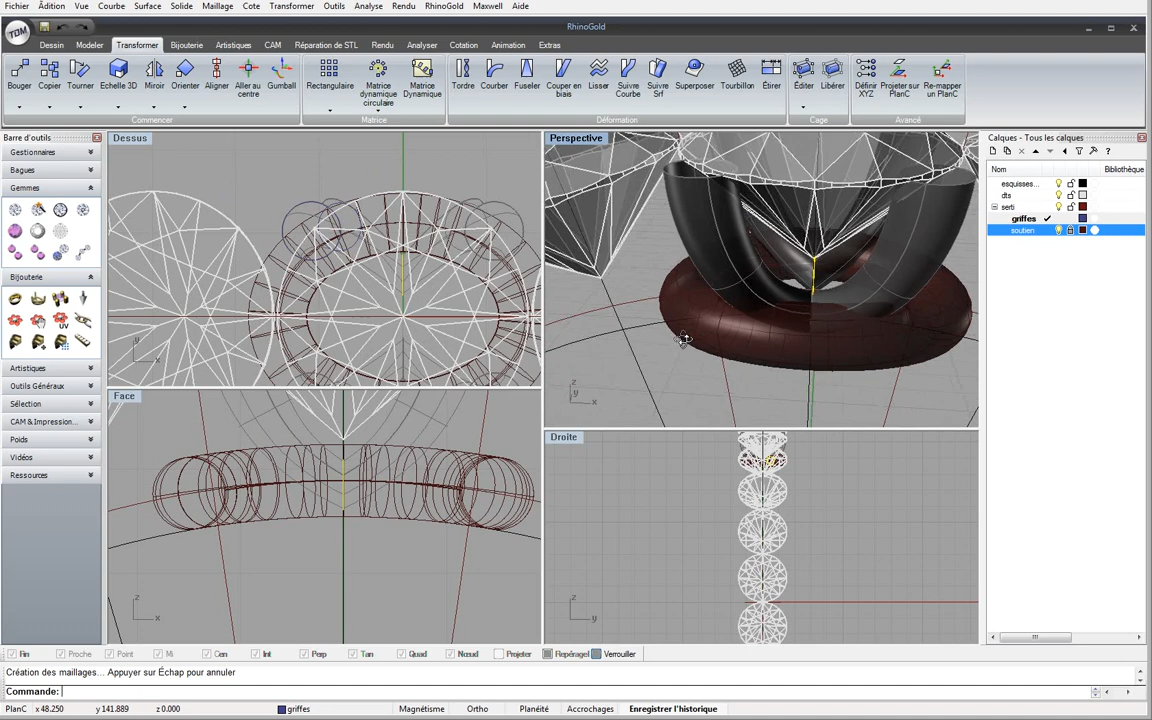 Fichier Ädition Vue Courbe Surface Solide Maillage Cote Transformer Outils Analyse Rendu RhinoGold Maxwell Aide
RhinoGold
TDM
Dessin Modeler Transformer Bijouterie Artistiques CAM Réparation de STL Rendu Analyser Cotation Animation Extras
Bouger Copier Tourner Echelle 3D Miroir Orienter Aligner Aller au centre Gumball Rectangulaire Matrice dynamique circulaire Matrice Dynamique Tordre Courber Fuseler Couper en biais Lisser Suivre Courbe Suivre Srf Superposer Tourbillon Étirer Éditer Libérer Définir XYZ Projeter sur PlanC Re-mapper un PlanC
Commencer Matrice Déformation Cage Avancé
Barre d'outils
Gestionnaires
Bagues
Gemmes
Bijouterie
UV
Artistiques
Outils Généraux
Sélection
CAM & Impression...
Poids
Vidéos
Ressources
Dessus
y
x
Perspective
z
y
x
Face
z
x
Droite
z
y
Calques - Tous les calques
Nom Bibliothèque
esquisses...
dts
serti
griffes
soutien
Fin Proche Point Mi Cen Int Perp Tan Quad Nœud Projeter Repéragel Verrouiller
Création des maillages... Appuyer sur Échap pour annuler
Commande:
PlanC x 48.250 y 141.889 z 0.000 griffes Magnétisme Ortho Planéité Accrochages Enregistrer l'historique